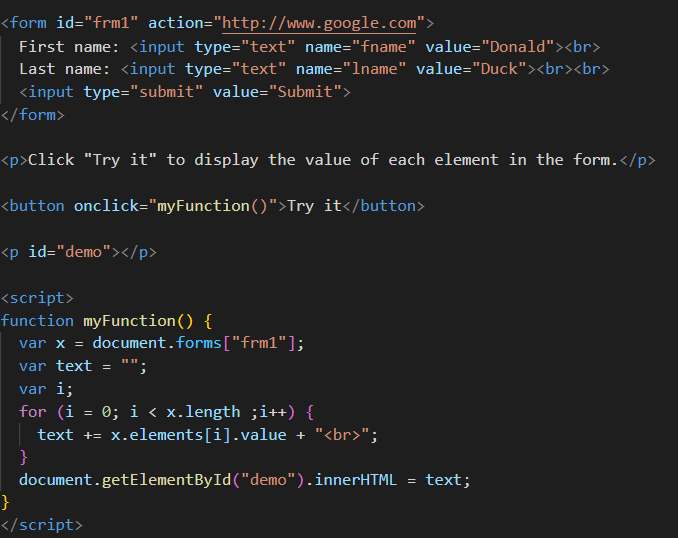 <form id="frm1" action="http://www.google.com">
First name: <input type="text" name="fname" value="Donald"><br>
Last name: <input type="text" name="lname" value="Duck"><br><br>
<input type="submit" value="Submit">
</form>
<p>Click "Try it" to display the value of each element in the form.</p>
<button onclick="myFunction()">Try it</button>
<p id="demo"></p>
<script>
function myFunction() {
var x = document.forms["frm1"];
var text = "";
var i;
for (i = 0; i < x.length ;i++) {
text += x.elements[i].value + "<br>";
}
document.getElementById("demo").innerHTML = text;
}
</script>